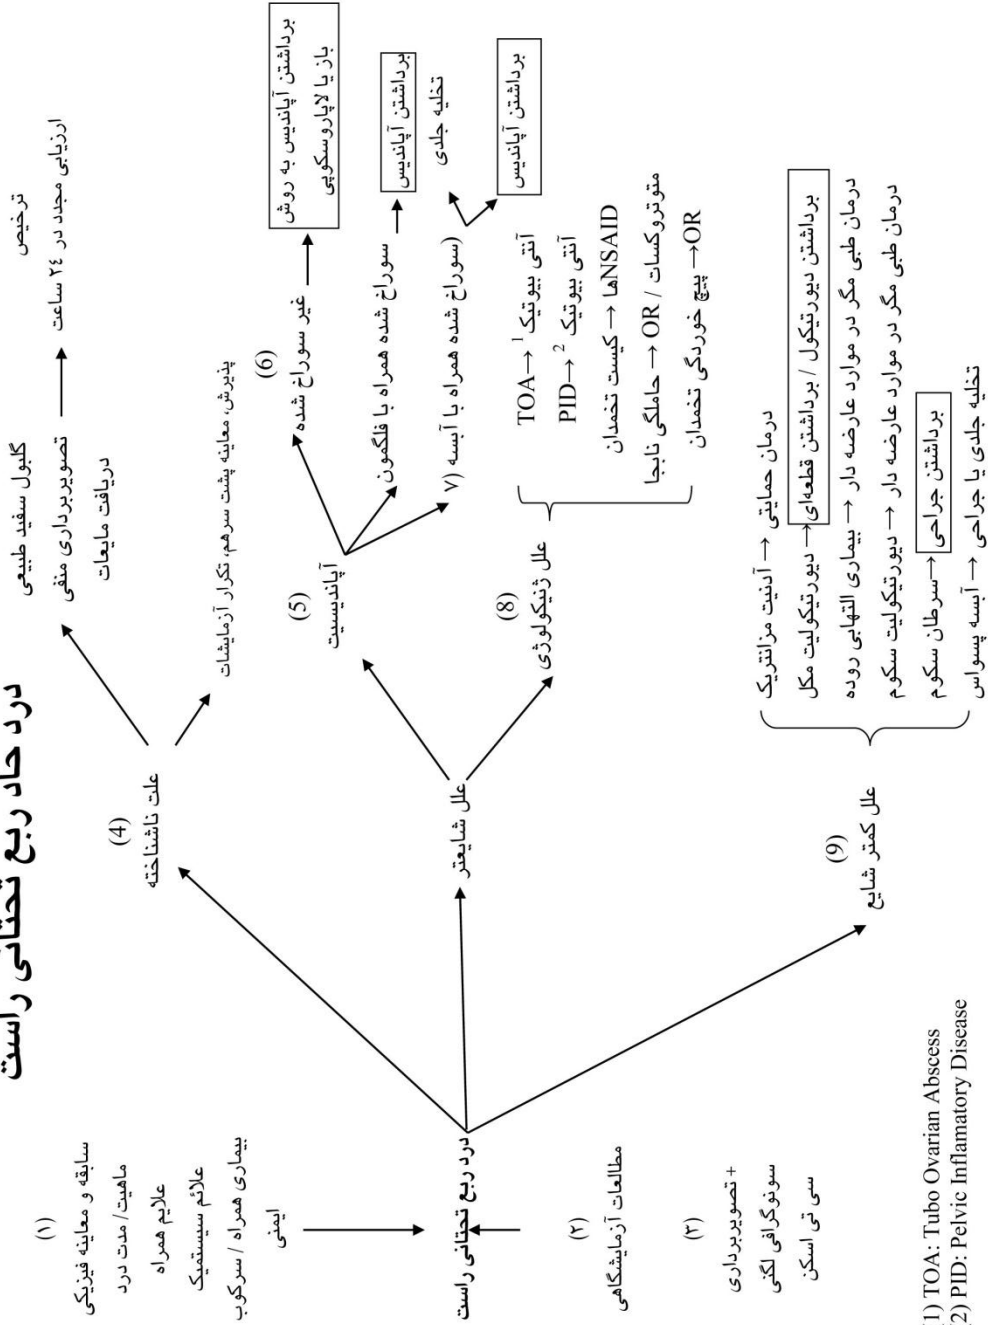 درد حاد ربع تحتانی راست
(۱)
سابقه و معاینه فیزیکی
ماهیت/ مدت درد
علایم همراه
علائم سیستمیک
بیماری همراه / سرکوب
ایمنی
درد ربع تحتانی راست
(۲)
مطالعات آزمایشگاهی
(۳)
تصویربرداری +
سونوگرافی لگنی
سی تی اسکن
(4)
علت ناشناخته
گلبول سفید طبیعی
تصویربرداری منفی
دریافت مایعات
ترخیص
ارزیابی مجدد در ٢٤ ساعت
پذیرش، معاینه پشت سرهم، تکرار آزمایشات
علل شایعتر
(5)
آپاندیسیت
(6)
غیر سوراخ شده
برداشتن آپاندیس به روش
باز یا لاپاروسکوپی
سوراخ شده همراه با فلگمون
برداشتن آپاندیس
سوراخ شده همراه با آبسه (۷)
تخلیه جلدی
برداشتن آپاندیس
(8)
علل ژنیکولوژی
TOA→ ¹ آنتی بیوتیک
PID→ ² آنتی بیوتیک
کیست تخمدان → NSAIDها
حاملگی نابجا → OR / متوتروکسات
پیچ خوردگی تخمدان →OR
(9)
علل کمتر شایع
آدنیت مزانتریک → درمان حمایتی
دیورتیکولیت مکل → برداشتن دیورتیکول / برداشتن قطعه‌ای
بیماری التهابی روده → درمان طبی مگر در موارد عارضه دار
دیورتیکولیت سکوم → درمان طبی مگر در موارد عارضه دار
سرطان سکوم → برداشتن جراحی
آبسه پسواس → تخلیه جلدی یا جراحی
1) TOA: Tubo Ovarian Abscess
2) PID: Pelvic Inflamatory Disease